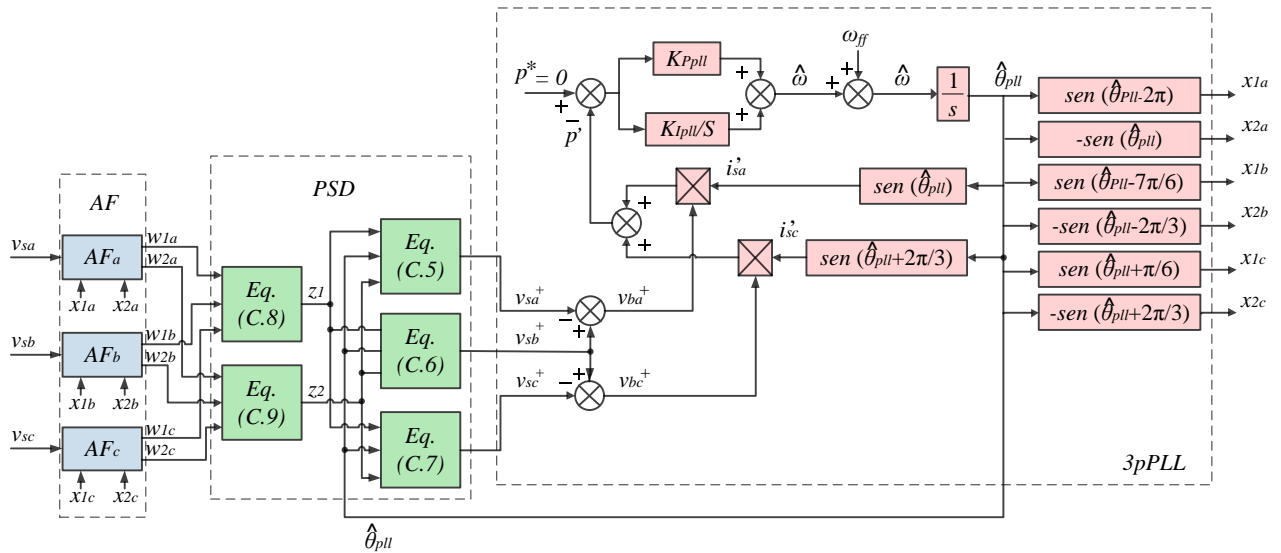 AF
vsa
AFa
x1a x2a
w1a
w2a
vsb
AFb
x1b x2b
w1b
w2b
vsc
AFc
x1c x2c
w1c
w2c
PSD
Eq.
(C.8)
z1
Eq.
(C.9)
z2
Eq.
(C.5)
Eq.
(C.6)
Eq.
(C.7)
θ̂pll
vsa+
vsb+
vsc+
− +
− +
vba+
vbc+
p*= 0
+
−
p'
KPpll
KIpll/S
+
+
ω̂
ωff
+
+
ω̂
1
s
θ̂pll
+
+
i'sa
sen (θ̂pll)
i'sc
sen (θ̂pll+2π/3)
sen (θ̂Pll-2π)
x1a
-sen (θ̂pll)
x2a
sen (θ̂Pll-7π/6)
x1b
-sen (θ̂pll-2π/3)
x2b
sen (θ̂pll+π/6)
x1c
-sen (θ̂pll+2π/3)
x2c
3pPLL